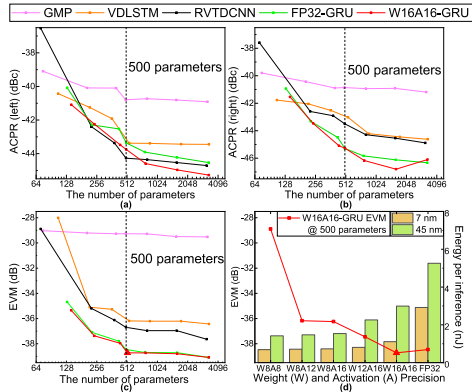 GMP VDLSTM RVTDCNN FP32-GRU W16A16-GRU
-36
-38
-40
-42
-44
ACPR (left) (dBc)
500 parameters
64 128 256 512 1024 2048 4096
The number of parameters
(a)
-38
-40
-42
-44
-46
ACPR (right) (dBc)
500 parameters
64 128 256 512 1024 2048 4096
The number of parameters
(b)
-28
-30
-32
-34
-36
-38
EVM (dB)
500 parameters
64 128 256 512 1024 2048 4096
The number of parameters
(c)
-28
-30
-32
-34
-36
-38
EVM (dB)
W16A16-GRU EVM
@ 500 parameters
7 nm
45 nm
8
6
4
2
0
Energy per inference (nJ)
W8A8 W8A12 W8A16 W12A16 W16A16 FP32
Weight (W) and Activation (A) Precision
(d)